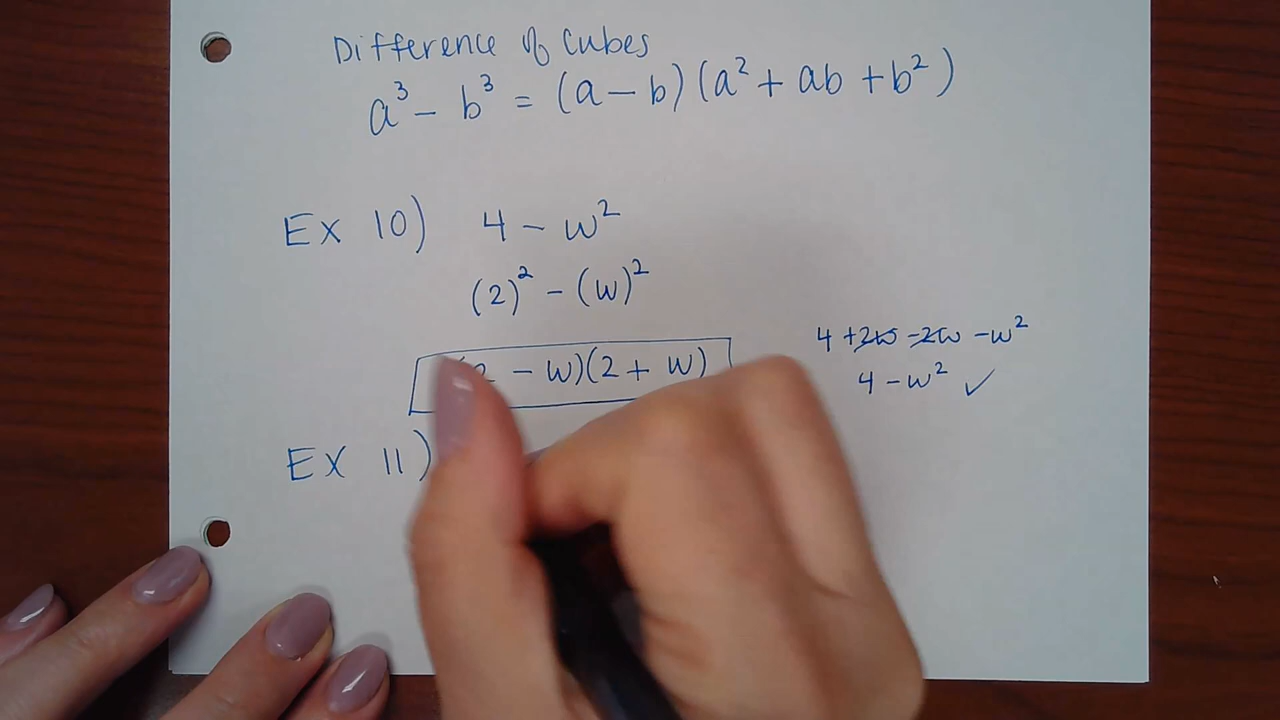 Difference of Cubes
a³ - b³ = (a - b)(a² + ab + b²)
Ex 10) 4 - w²
(2)² - (w)²
(2 - w)(2 + w)
4 + 2w - 2w - w²
4 - w² ✓
Ex 11)